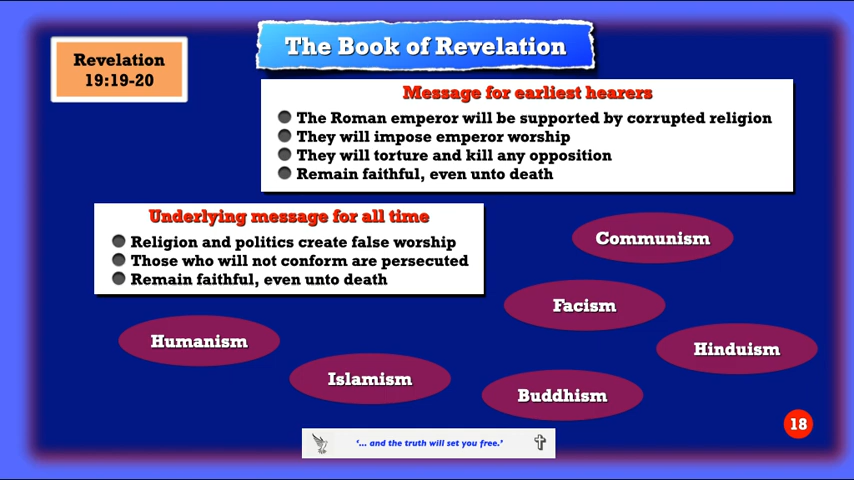 The Book of Revelation
Revelation
19:19-20
Message for earliest hearers
The Roman emperor will be supported by corrupted religion
They will impose emperor worship
They will torture and kill any opposition
Remain faithful, even unto death
Underlying message for all time
Religion and politics create false worship
Those who will not conform are persecuted
Remain faithful, even unto death
Communism
Facism
Humanism
Hinduism
Islamism
Buddhism
18
'... and the truth will set you free.'